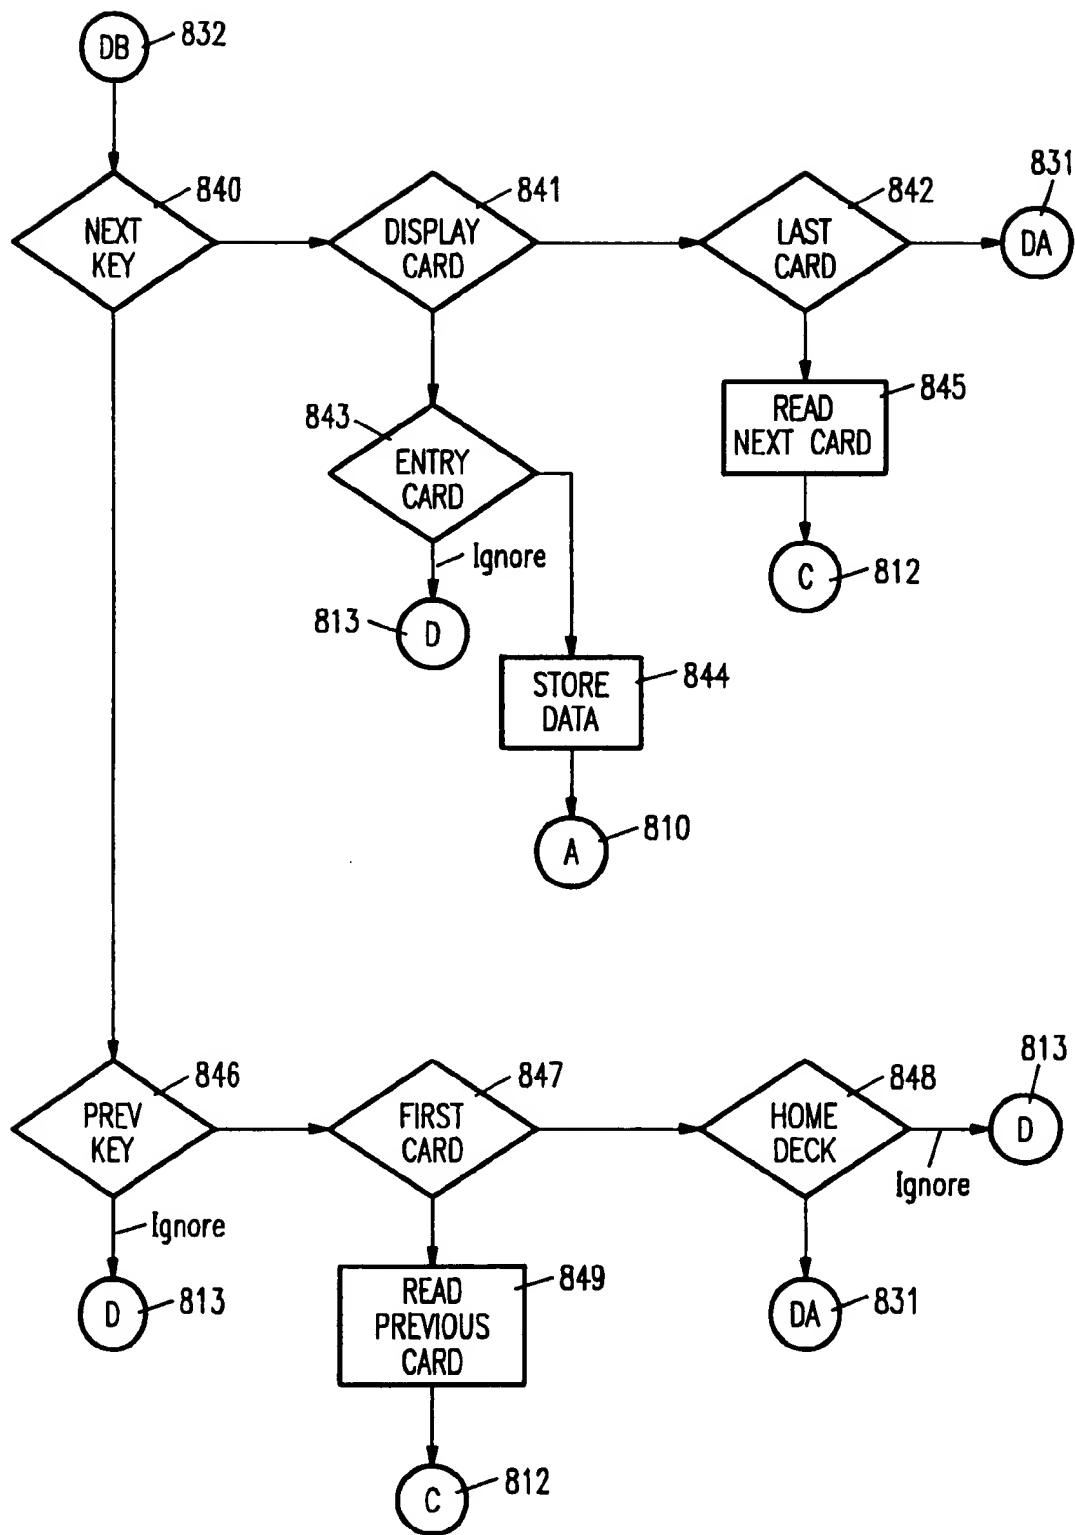 DB
832
840
NEXT
KEY
841
DISPLAY
CARD
842
LAST
CARD
831
DA
843
ENTRY
CARD
845
READ
NEXT CARD
Ignore
C
812
813
D
844
STORE
DATA
A
810
846
PREV
KEY
847
FIRST
CARD
848
HOME
DECK
813
D
Ignore
Ignore
D
813
849
READ
PREVIOUS
CARD
DA
831
C
812